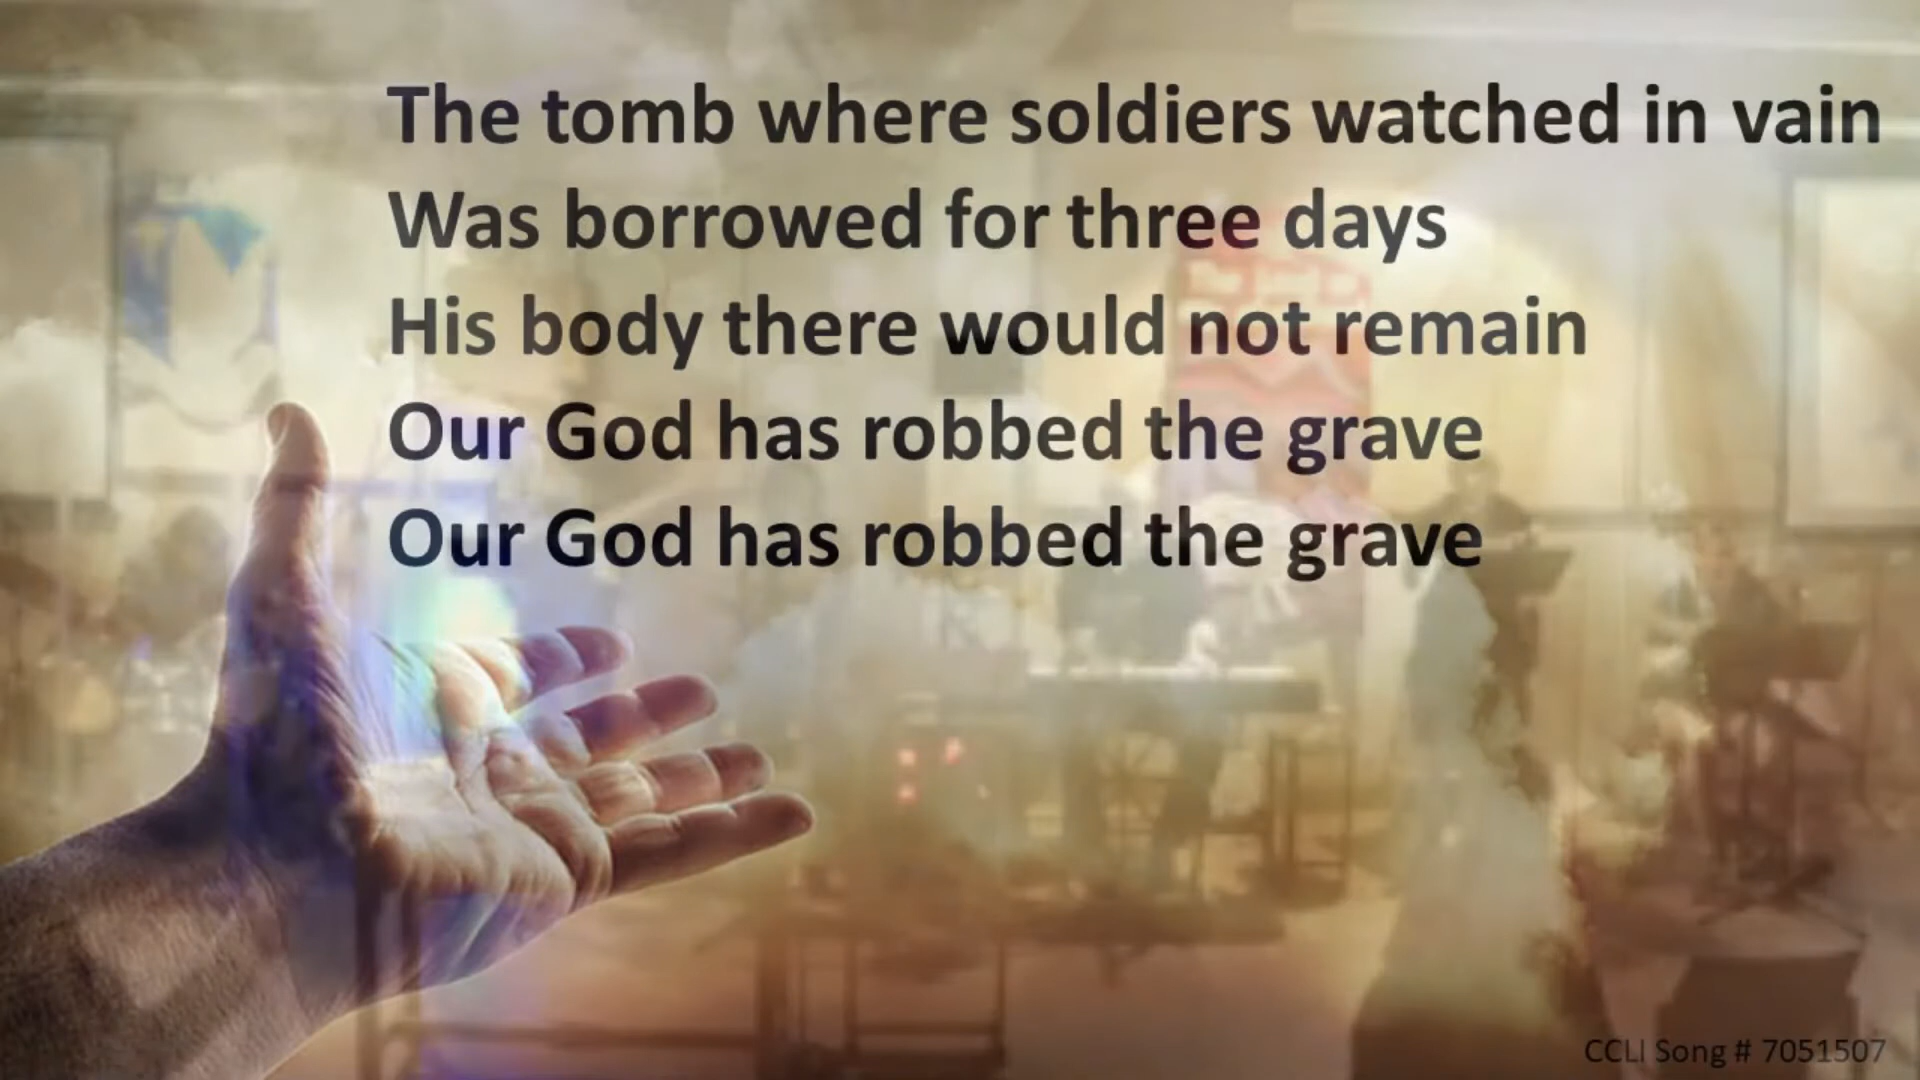 The tomb where soldiers watched in vain
Was borrowed for three days
His body there would not remain
Our God has robbed the grave
Our God has robbed the grave
CCLI Song # 7051507